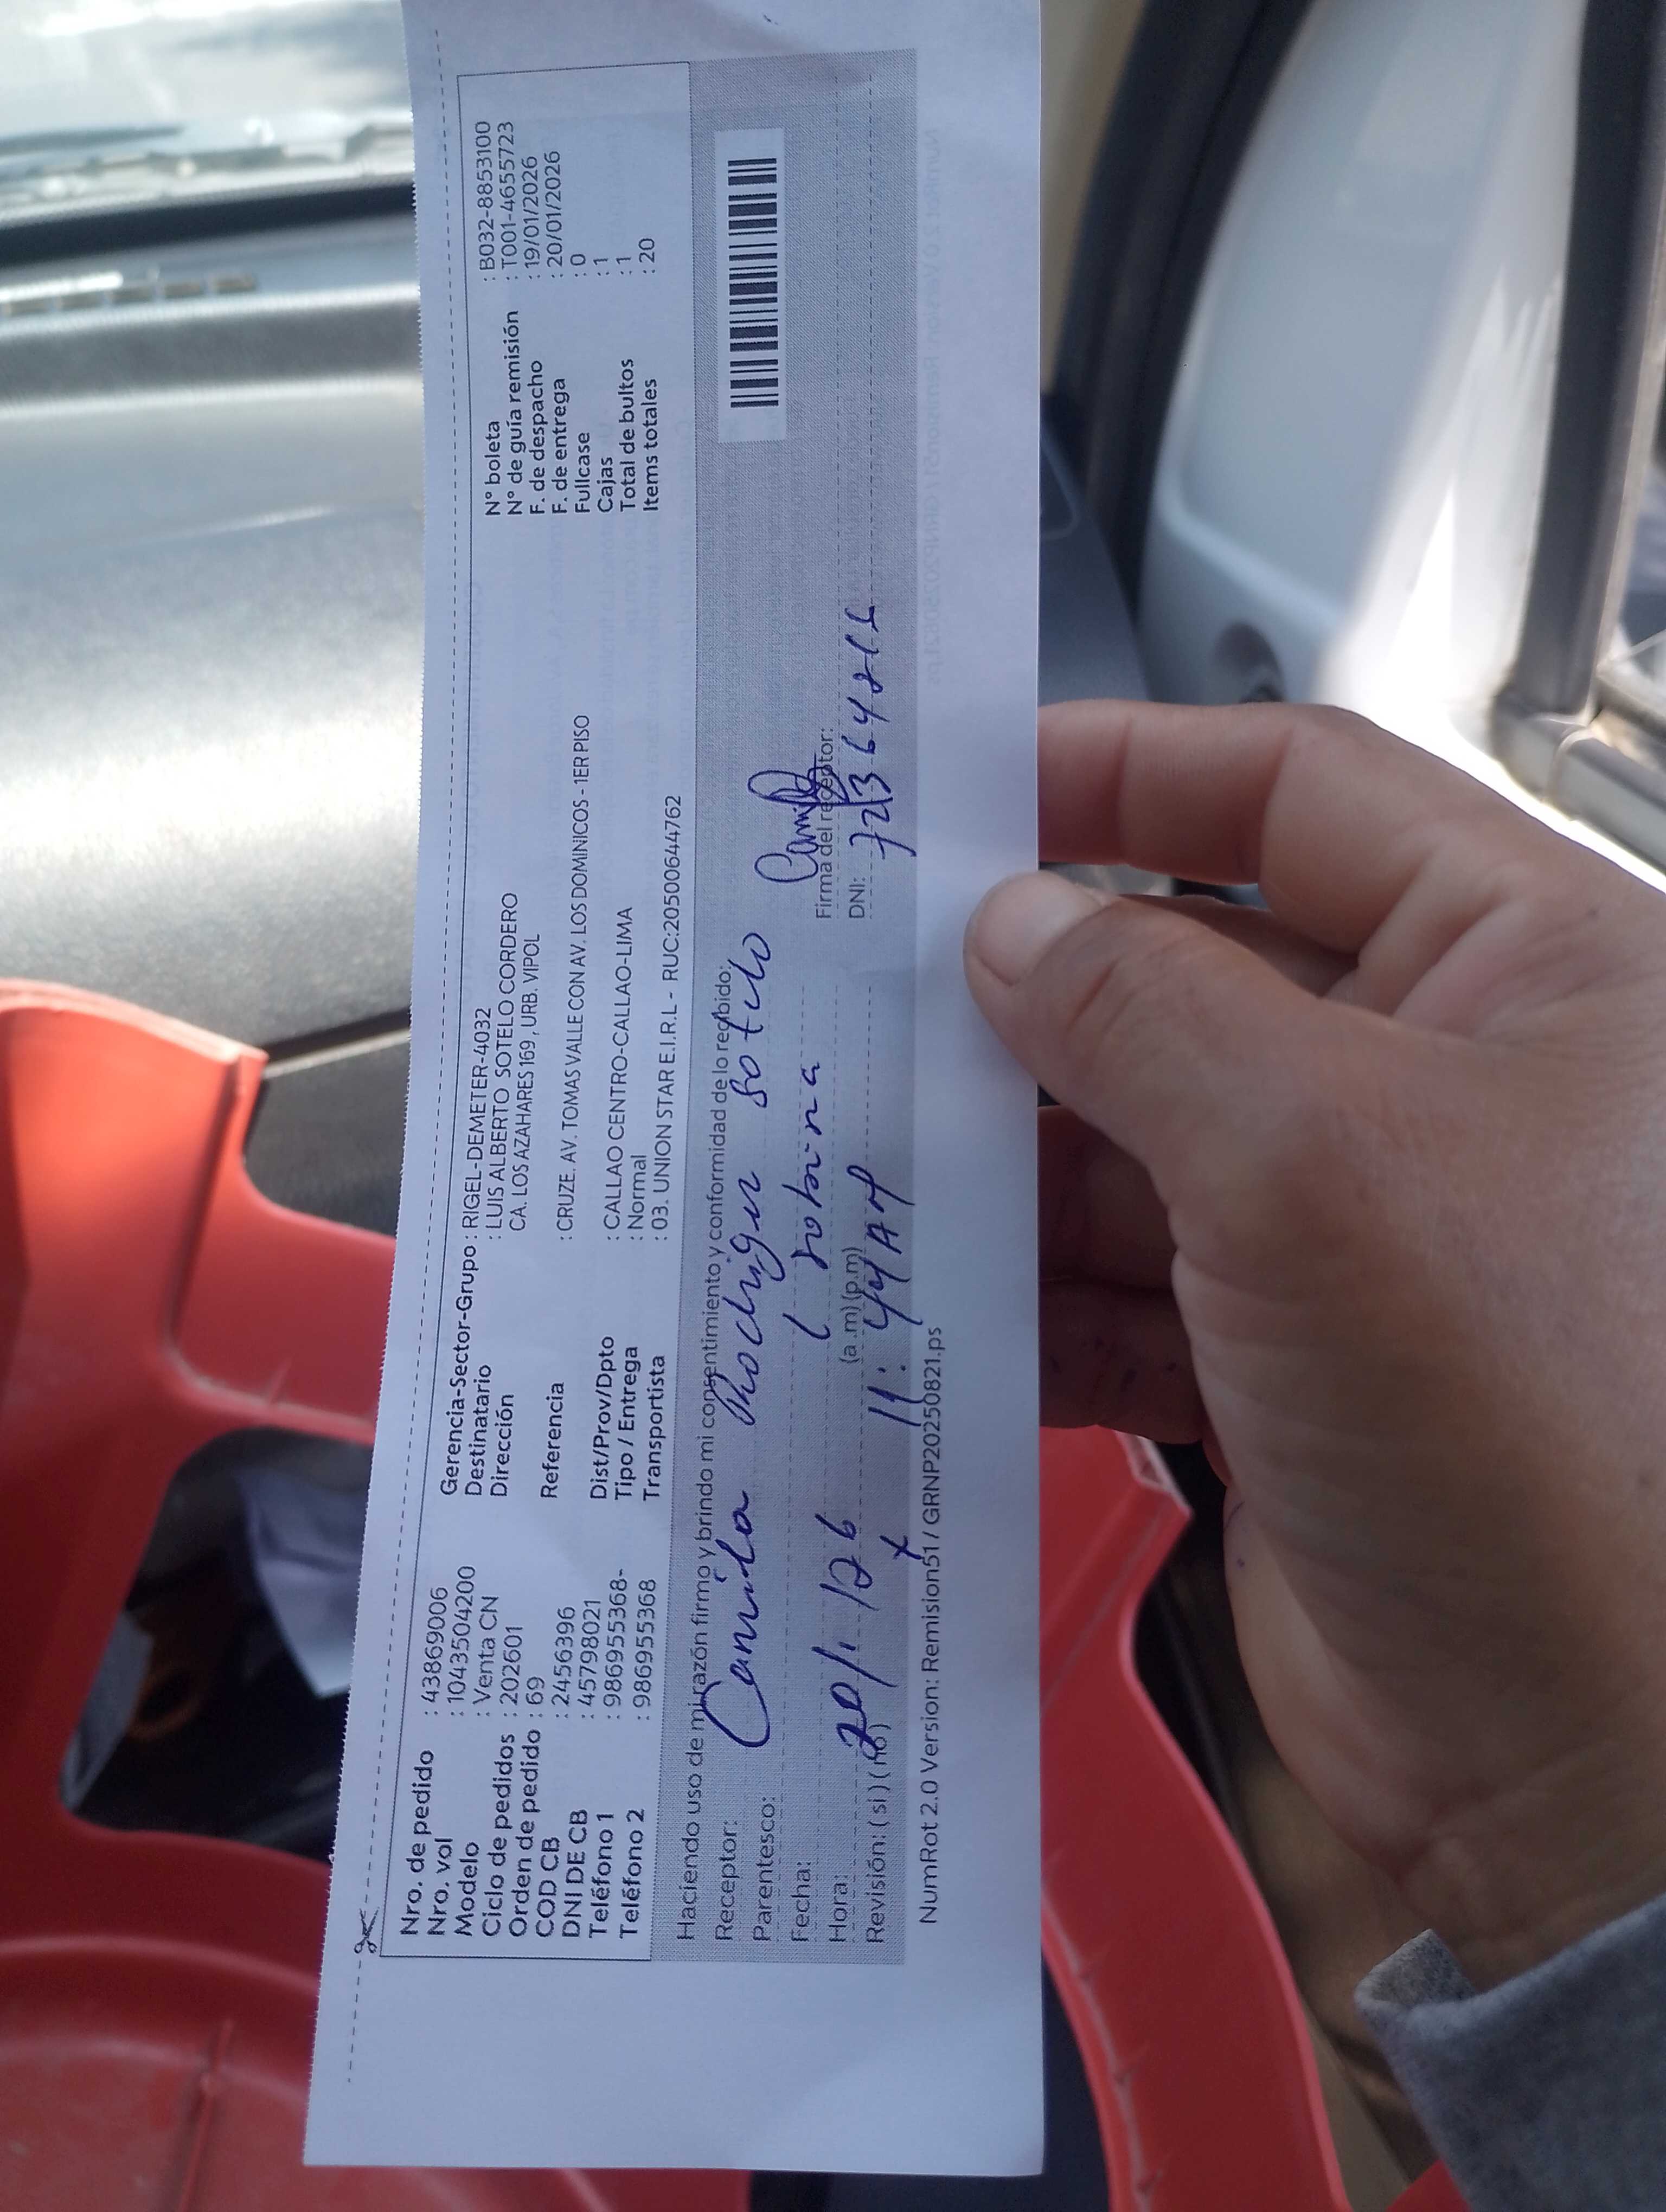 Nro. de pedido : 43869006
Nro. vol : 1043504200
Modelo : Venta CN
Ciclo de pedidos : 202601
Orden de pedido : 69
COD CB : 2456396
DNI DE CB : 45798021
Teléfono 1 : 986955368-
Teléfono 2 : 986955368
Gerencia-Sector-Grupo : RIGEL-DEMETER-4032
Destinatario : LUIS ALBERTO SOTELO CORDERO
Dirección CA. LOS AZAHARES 169 , URB. VIPOL
Referencia : CRUZE. AV. TOMAS VALLE CON AV. LOS DOMINICOS - 1ER PISO
Dist/Prov/Dpto : CALLAO CENTRO-CALLAO-LIMA
Tipo / Entrega : Normal
Transportista : 03. UNION STAR E.I.R.L - RUC:20500644762
N° boleta : B032-8853100
N° de guía remisión : T001-4655723
F. de despacho : 19/01/2026
F. de entrega : 20/01/2026
Fullcase : 0
Cajas : 1
Total de bultos : 1
Items totales : 20
Haciendo uso de mi razón firmo y brindo mi consentimiento y conformidad de lo recibido:
Receptor: Camila Rodriguez sotelo
Parentesco: sobrina
Fecha: 20/1/26
Hora: (a.m) (p.m) 11:44 AM
Revisión: ( si ) ( no )
Firma del receptor:
DNI:
NumRot 2.0 Version: Remision51 / GRNP20250821.ps